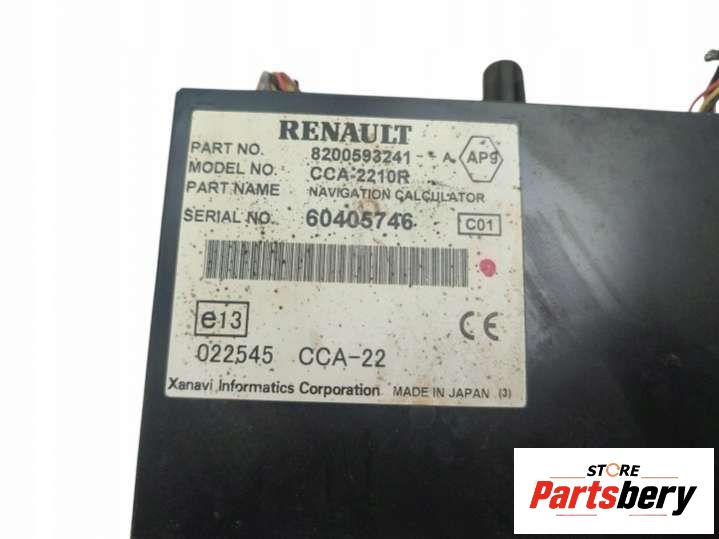 RENAULT
PART NO. 8200593241--A AP9
MODEL NO. CCA-2210R
PART NAME NAVIGATION CALCULATOR
SERIAL NO. 60405746 C01
e13 CE
022545 CCA-22
Xanavi Informatics Corporation MADE IN JAPAN (3)
STORE
Partsbery